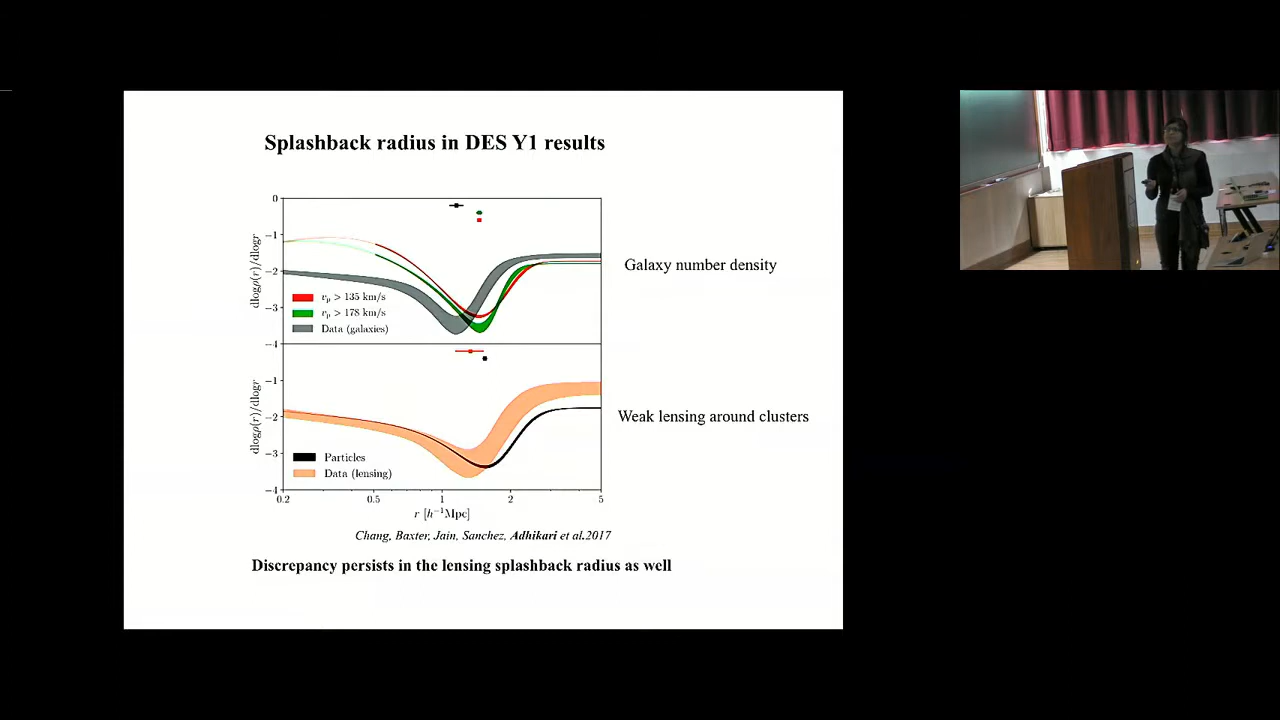 Splashback radius in DES Y1 results
0
−1
−2
−3
−4
dlogρ(r)/dlogr
vp > 135 km/s
vp > 178 km/s
Data (galaxies)
Galaxy number density
−1
−2
−3
−4
dlogρ(r)/dlogr
Particles
Data (lensing)
Weak lensing around clusters
0.2 0.5 1 2 5
r [h⁻¹Mpc]
Chang, Baxter, Jain, Sanchez, Adhikari et al.2017
Discrepancy persists in the lensing splashback radius as well